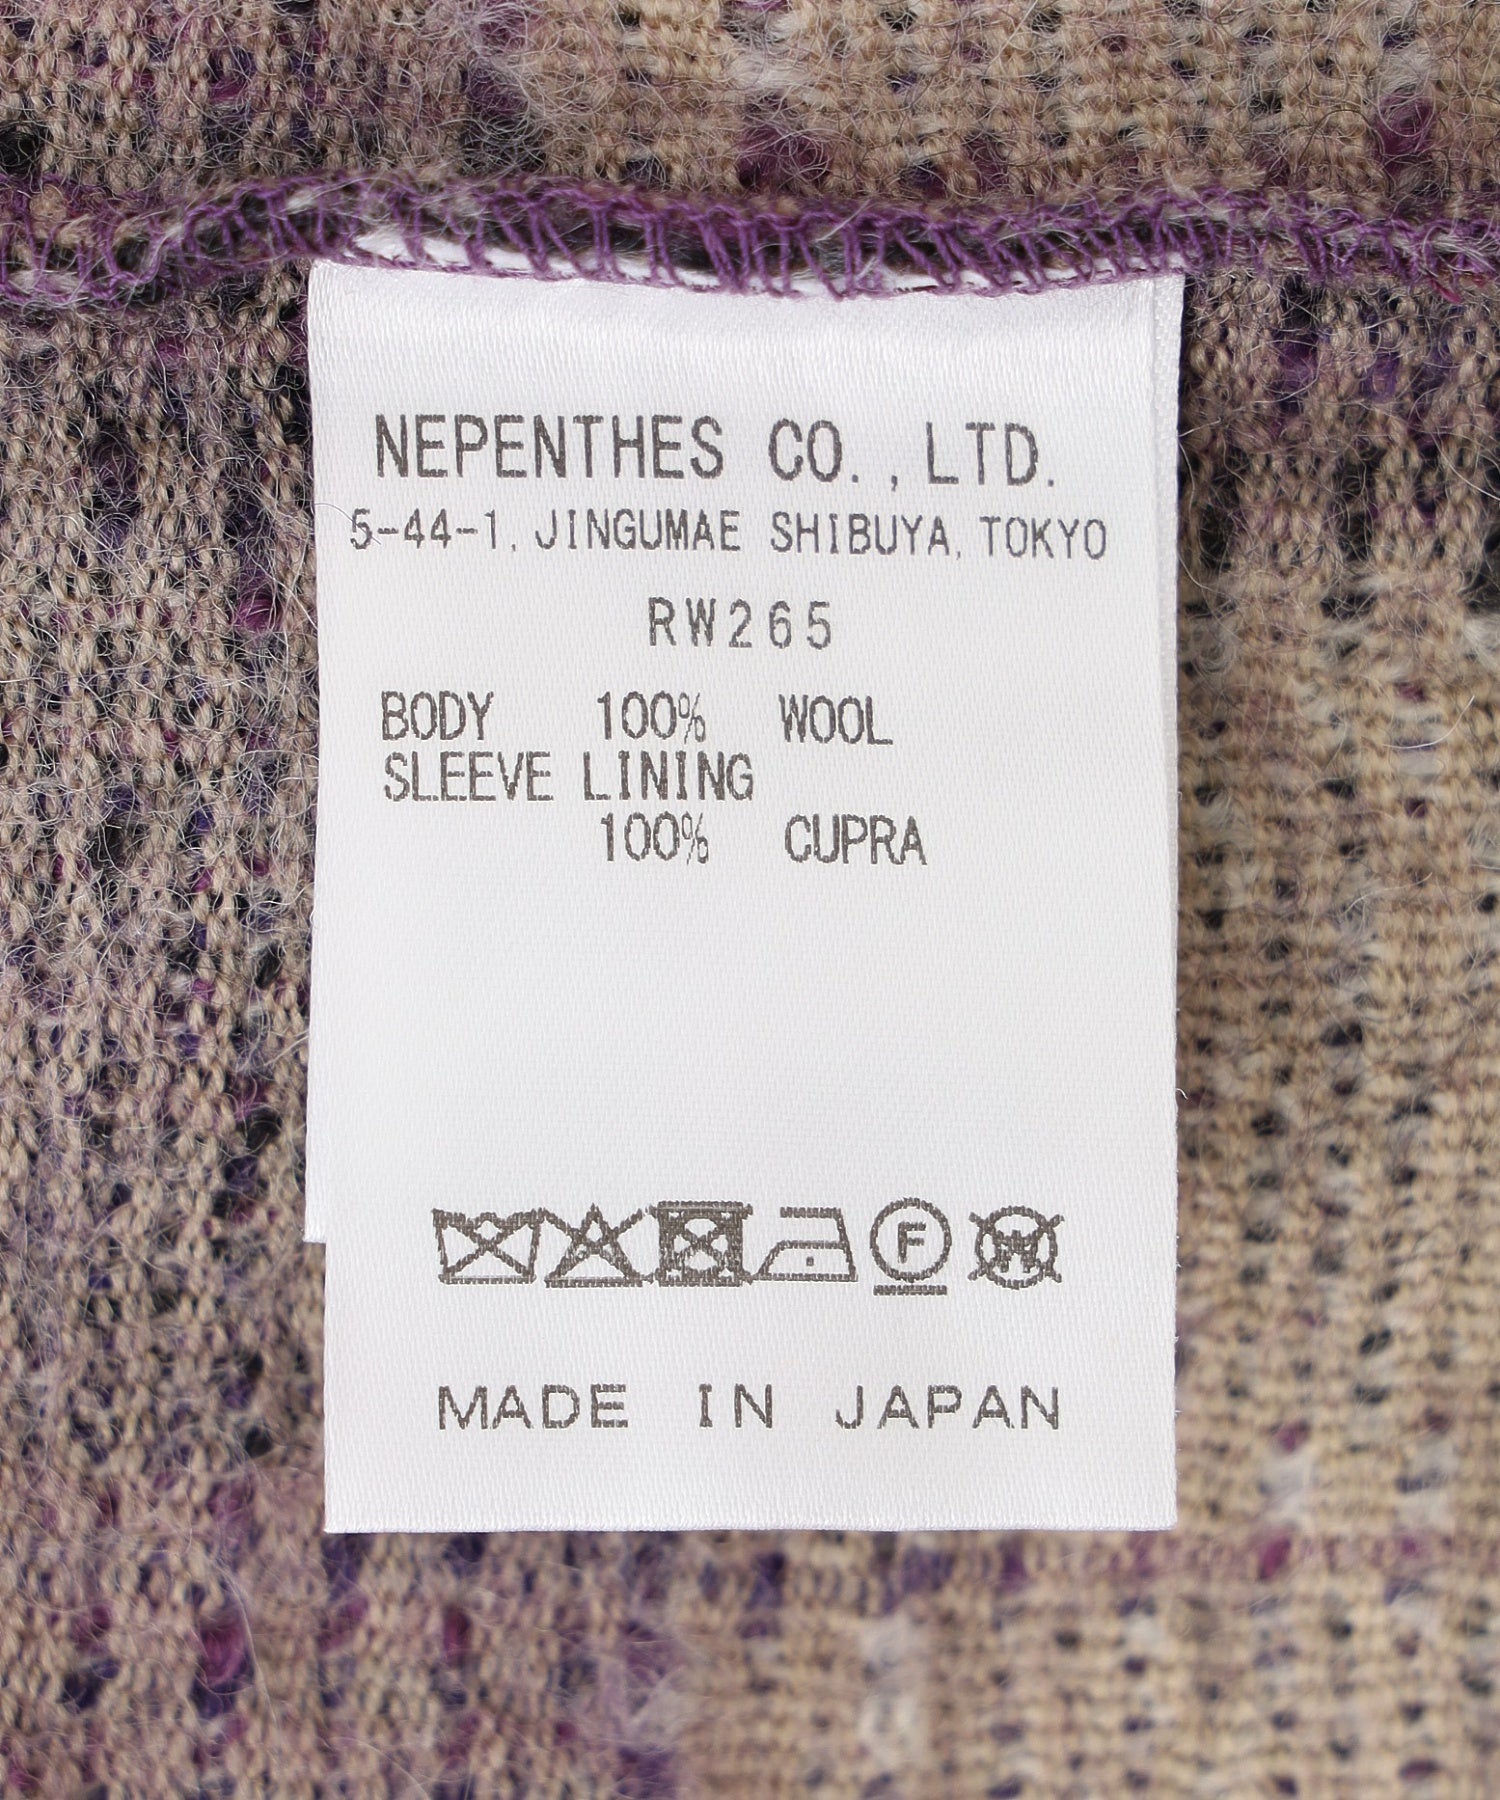 NEPENTHES CO., LTD.
5-44-1, JINGUMAE SHIBUYA, TOKYO
RW265
BODY 100% WOOL
SLEEVE LINING
100% CUPRA
F W
MADE IN JAPAN